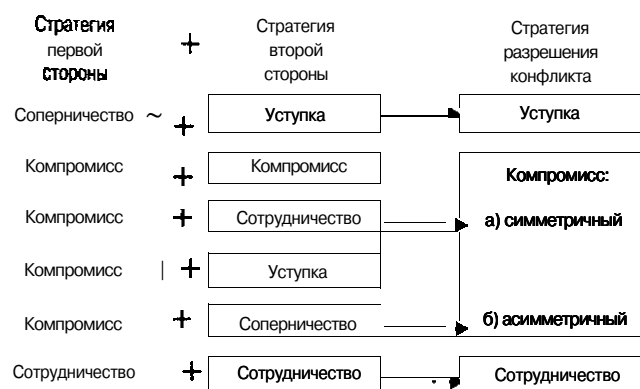 Стратегия первой стороны + Стратегия второй стороны Стратегия разрешения конфликта
Соперничество ~ + Уступка Уступка
Компромисс + Компромисс Компромисс:
Компромисс + Сотрудничество а) симметричный
Компромисс | + Уступка
Компромисс + Соперничество б) асимметричный
Сотрудничество + Сотрудничество Сотрудничество